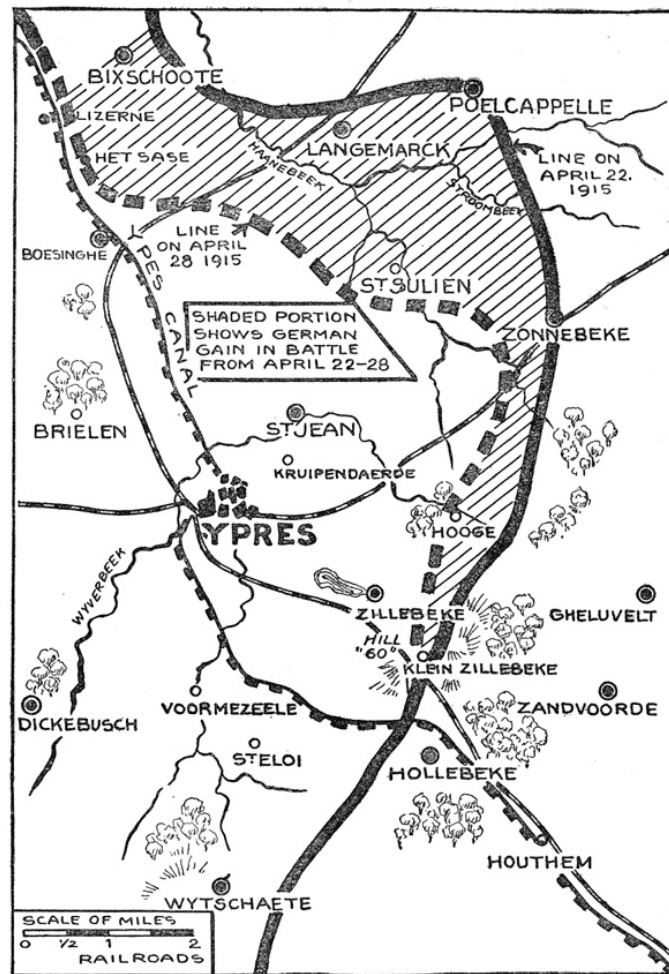 BIXSCHOOTE
POELCAPPELLE
LIZERNE
LANGEMARCK
HET SASE
HAANEBEEK
LINE ON
APRIL 22.
1915
STROOMBEEK
BOESINGHE
YPES CANAL
LINE
ON APRIL
28 1915
ST SULIEN
SHADED PORTION
SHOWS GERMAN
GAIN IN BATTLE
FROM APRIL 22-28
ZONNEBEKE
BRIELEN
ST JEAN
KRUIPENDAERDE
YPRES
HOOGE
WYVERBEEK
ZILLEBEKE
GHELUVELT
HILL
"60"
KLEIN ZILLEBEKE
DICKEBUSCH
VOORMEZEELE
ZANDVOORDE
ST ELOI
HOLLEBEKE
HOUTHEM
WYTSCHAETE
SCALE OF MILES
0 1/2 1 2
RAILROADS